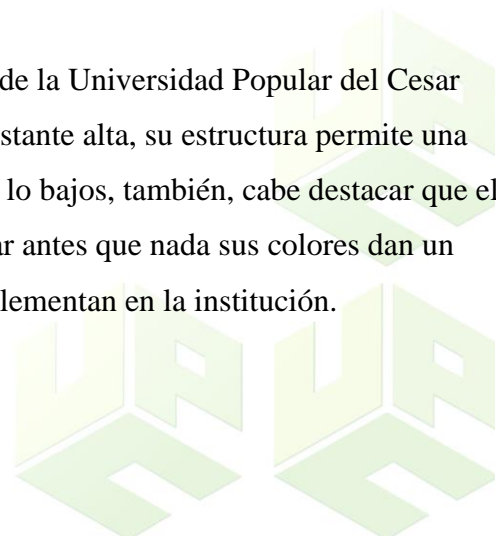 de la Universidad Popular del Cesar
stante alta, su estructura permite una
lo bajos, también, cabe destacar que el
ar antes que nada sus colores dan un
lementan en la institución.